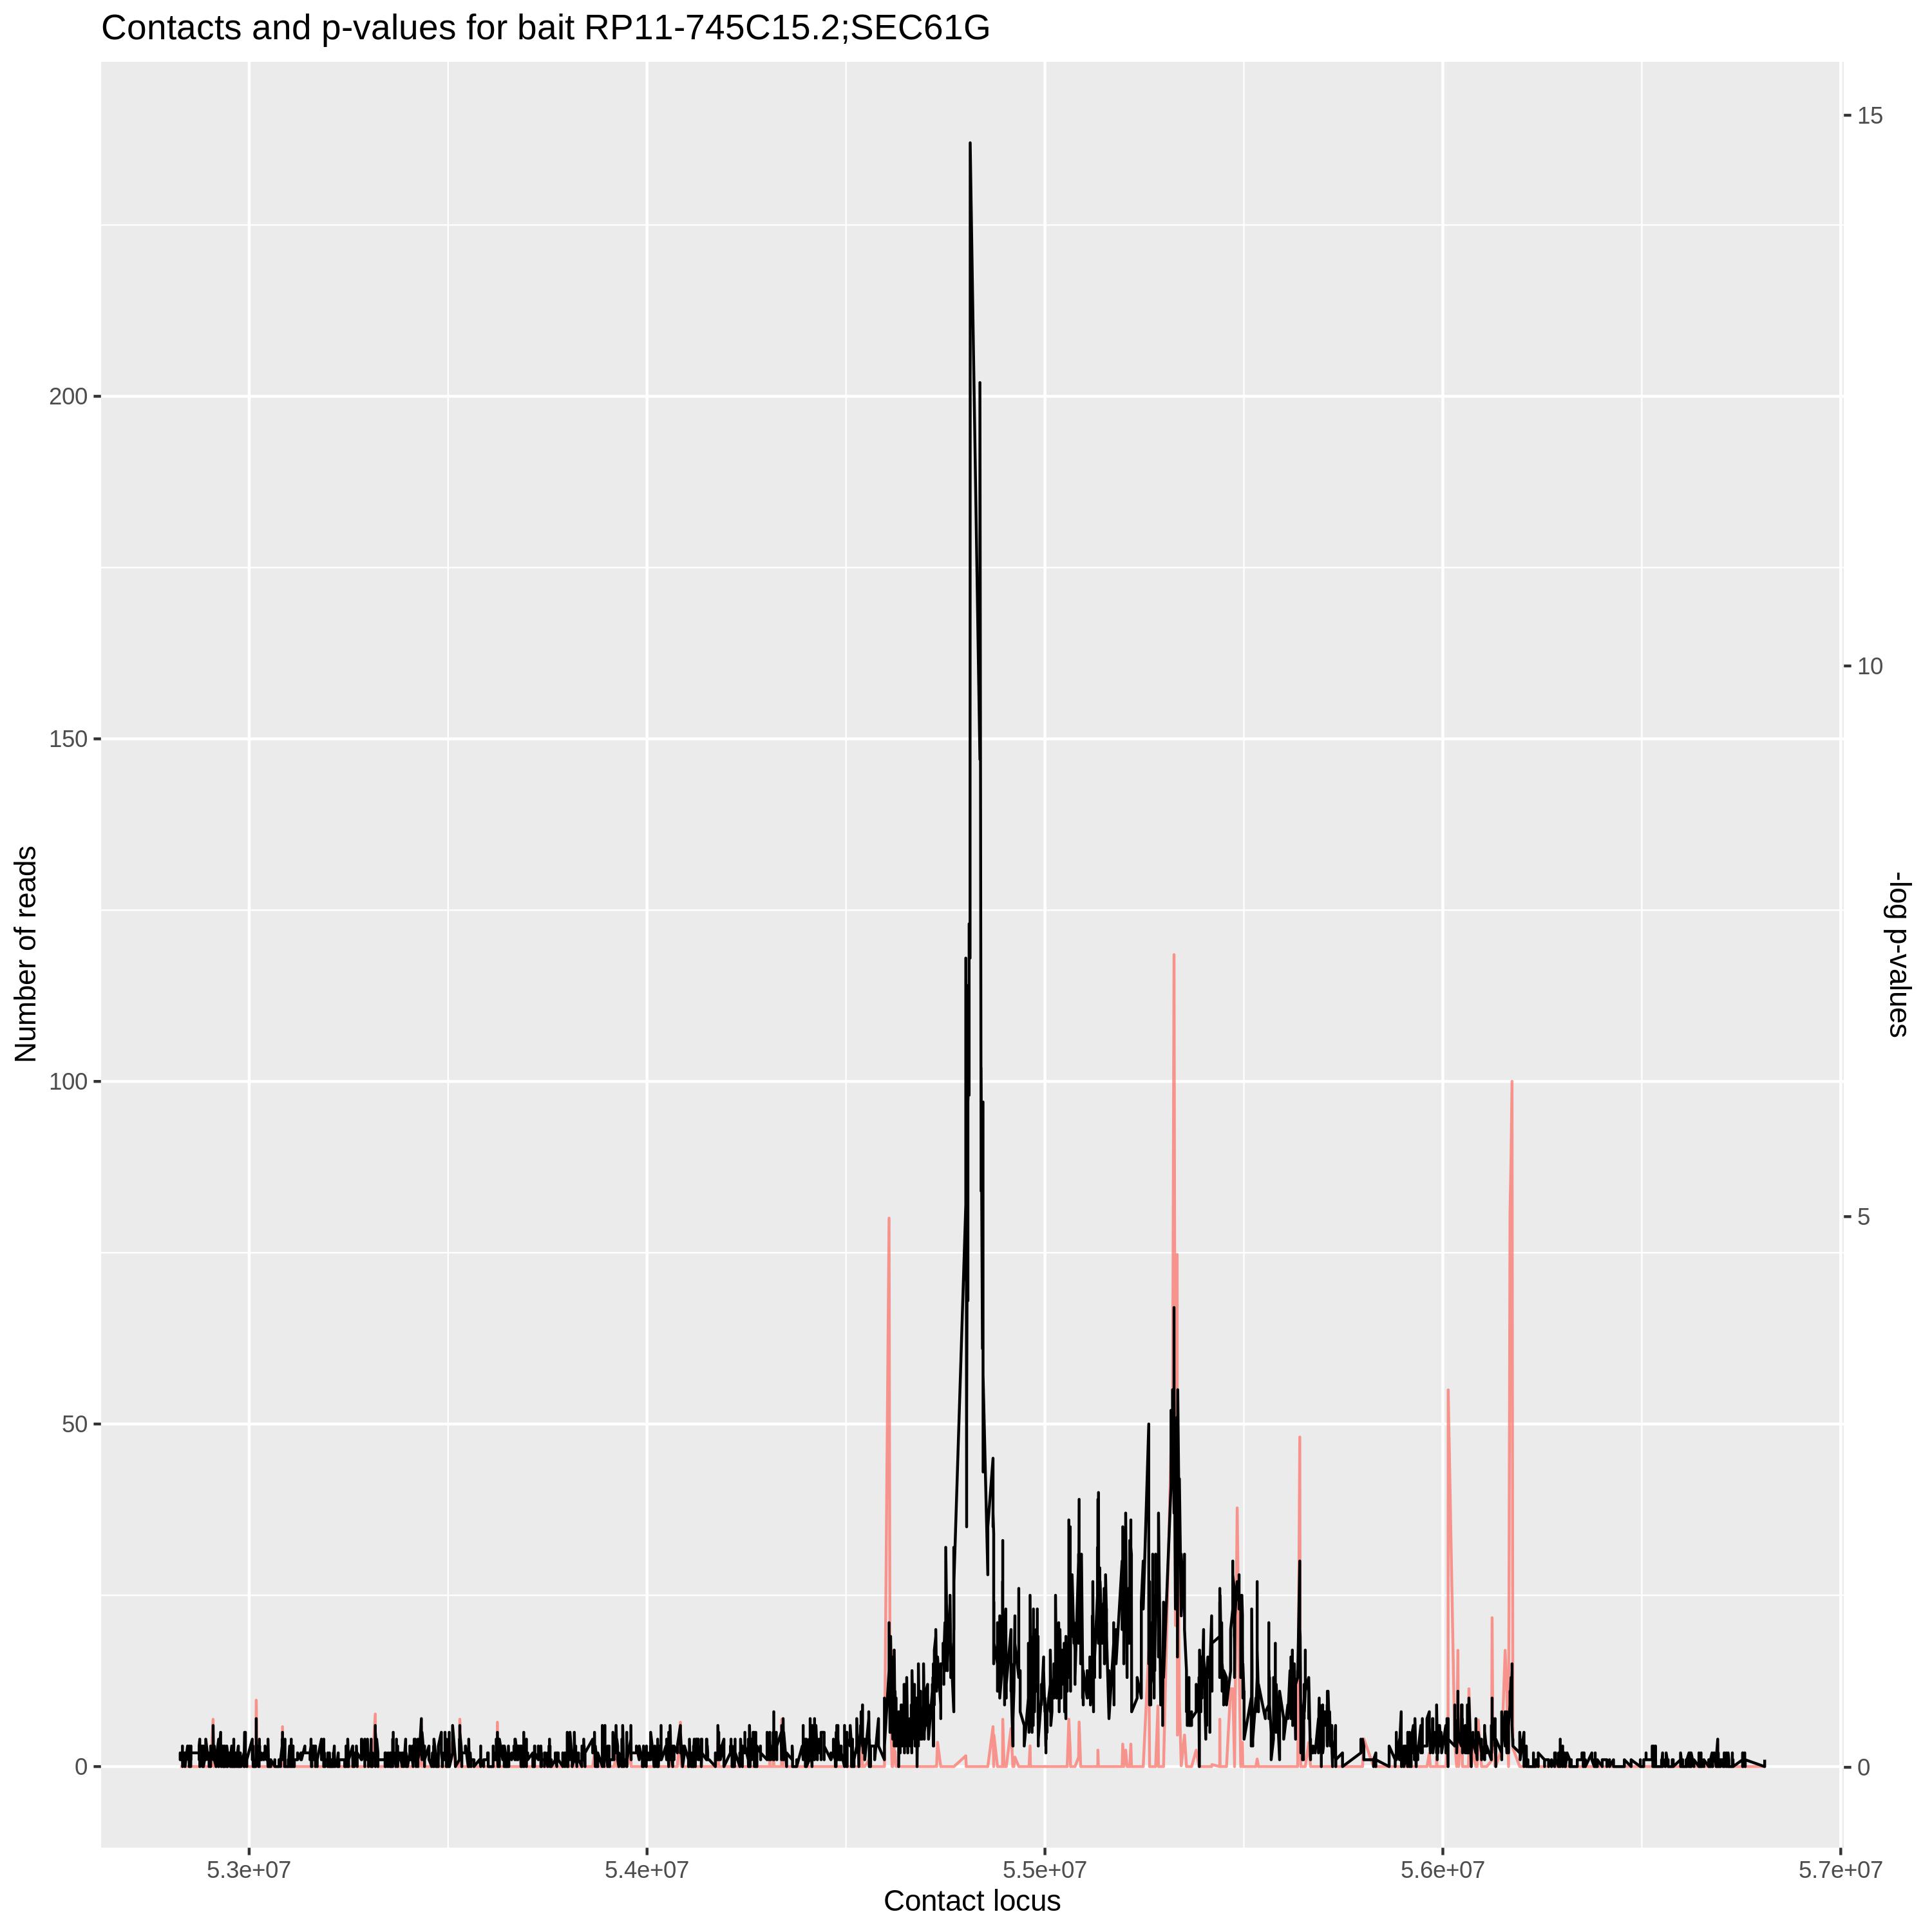 Contacts and p-values for bait RP11-745C15.2;SEC61G
Number of reads
200
150
100
50
0
15
10
5
0
-log p-values
5.3e+07
5.4e+07
5.5e+07
5.6e+07
5.7e+07
Contact locus